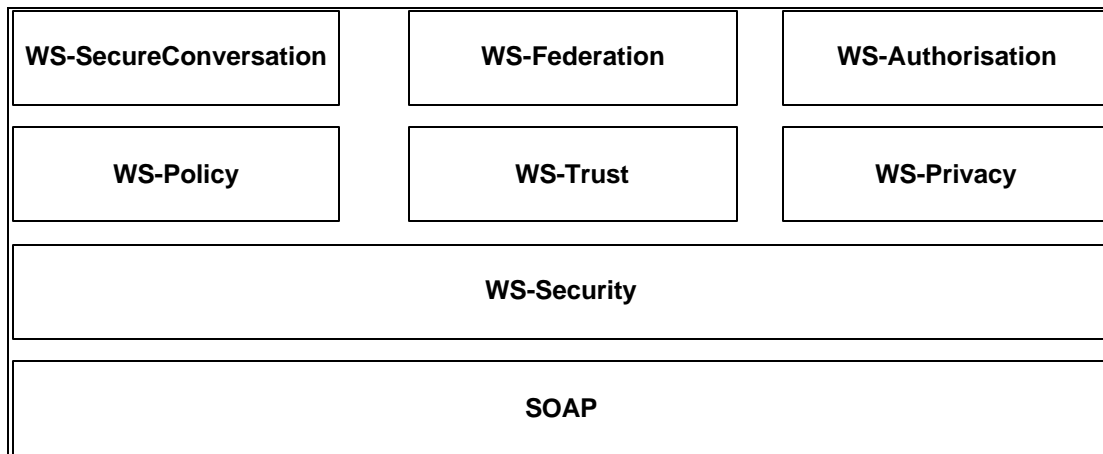 WS-SecureConversation WS-Federation WS-Authorisation
WS-Policy WS-Trust WS-Privacy
WS-Security
SOAP